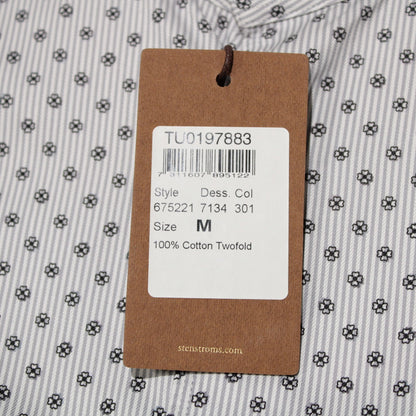 TU0197883
7 311607 895122
Style Dess. Col
675221 7134 301
Size M
100% Cotton Twofold
stenstroms.com